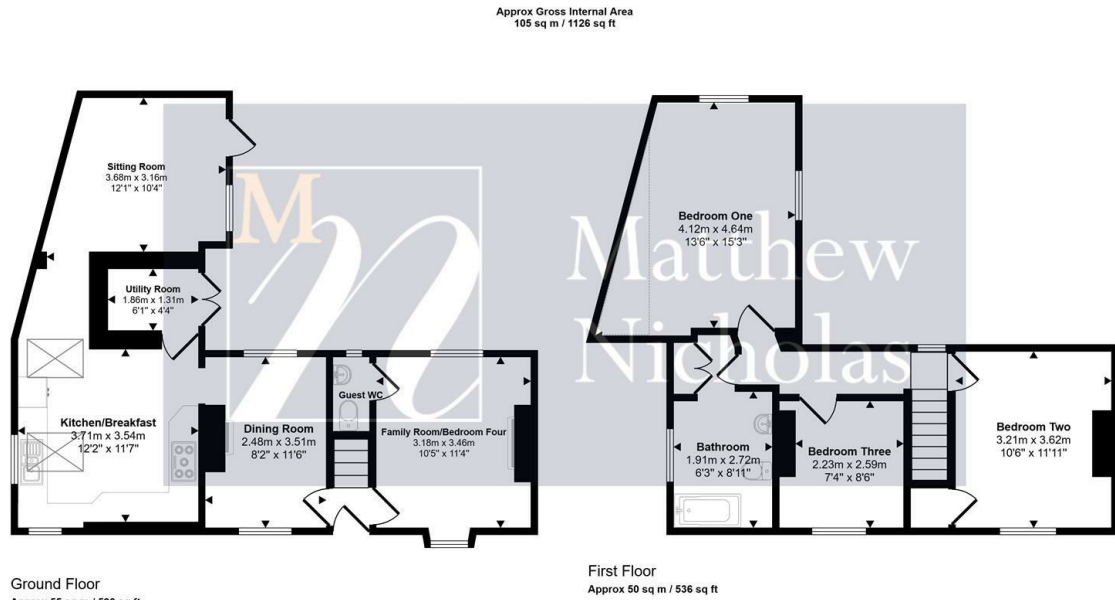 Approx Gross Internal Area
105 sq m / 1126 sq ft
Sitting Room
3.68m x 3.16m
12'1" x 10'4"
Utility Room
1.86m x 1.31m
6'1" x 4'4"
Kitchen/Breakfast
3.71m x 3.54m
12'2" x 11'7"
Dining Room
2.48m x 3.51m
8'2" x 11'6"
Guest WC
Family Room/Bedroom Four
3.18m x 3.46m
10'5" x 11'4"
Ground Floor
M
n
Matthew
Nicholas
Bedroom One
4.12m x 4.64m
13'6" x 15'3"
Bathroom
1.91m x 2.72m
6'3" x 8'11"
Bedroom Three
2.23m x 2.59m
7'4" x 8'6"
Bedroom Two
3.21m x 3.62m
10'6" x 11'11"
First Floor
Approx 50 sq m / 536 sq ft